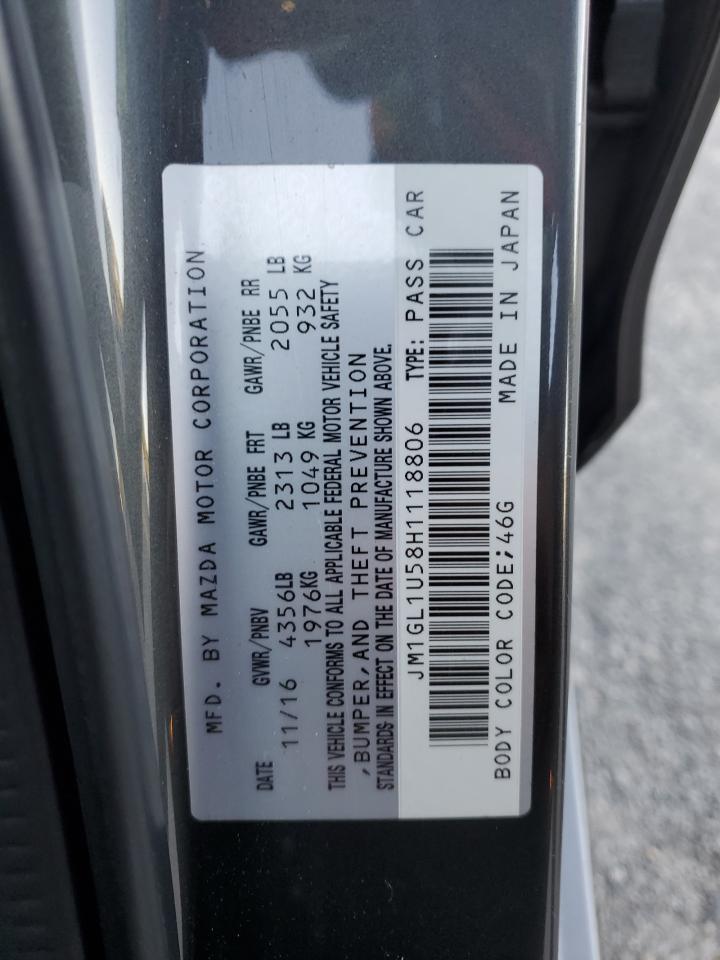 MFD. BY MAZDA MOTOR CORPORATION
DATE GVWR/PNBV GAWR/PNBE FRT GAWR/PNBE RR
11/16 4356LB 2313 LB 2055 LB
1976KG 1049 KG 932 KG
THIS VEHICLE CONFORMS TO ALL APPLICABLE FEDERAL MOTOR VEHICLE SAFETY
,BUMPER,AND THEFT PREVENTION
STANDARDS IN EFFECT ON THE DATE OF MANUFACTURE SHOWN ABOVE.
JM1GL1U58H1118806 TYPE: PASS CAR
BODY COLOR CODE;46G MADE IN JAPAN